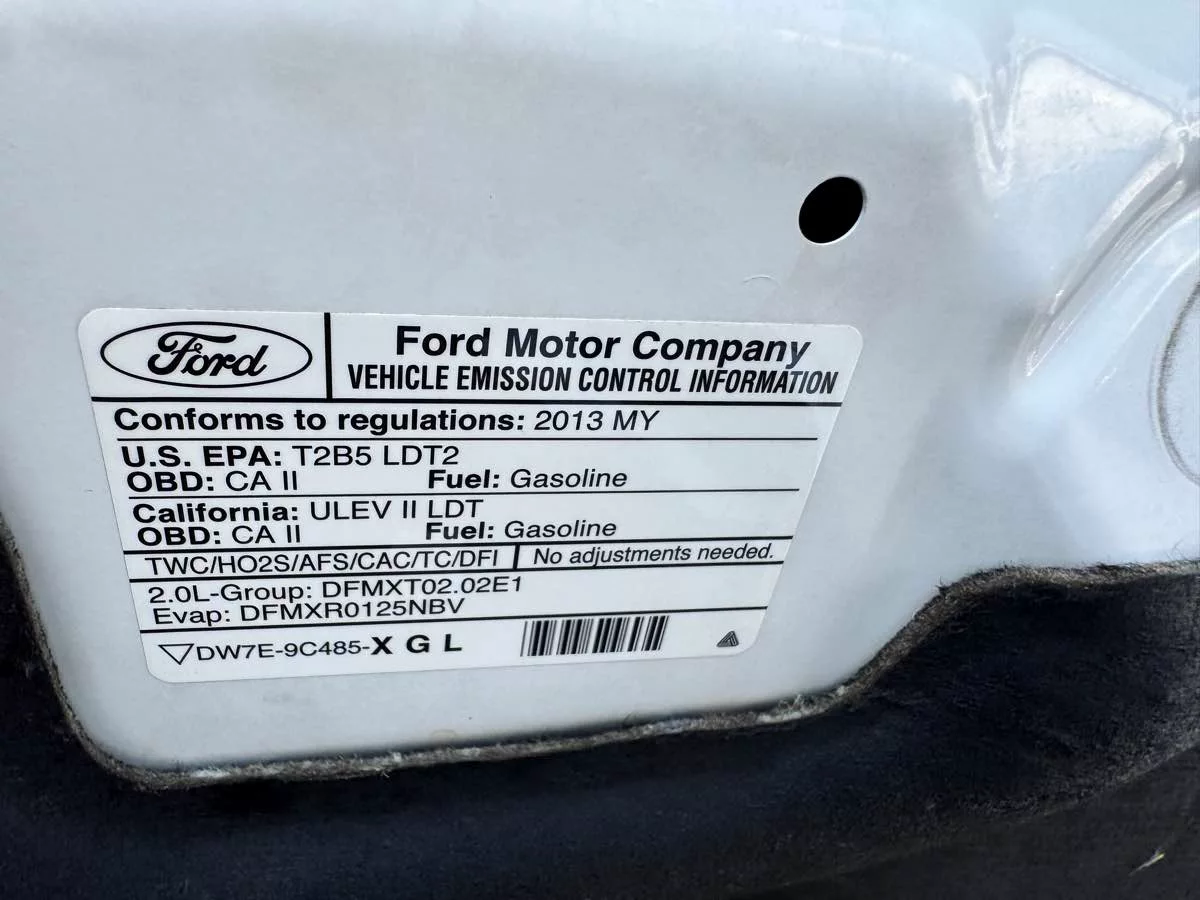 Ford
Ford Motor Company
VEHICLE EMISSION CONTROL INFORMATION
Conforms to regulations: 2013 MY
U.S. EPA: T2B5 LDT2
OBD: CA II Fuel: Gasoline
California: ULEV II LDT
OBD: CA II Fuel: Gasoline
TWC/HO2S/AFS/CAC/TC/DFI No adjustments needed.
2.0L-Group: DFMXT02.02E1
Evap: DFMXR0125NBV
DW7E-9C485-X G L